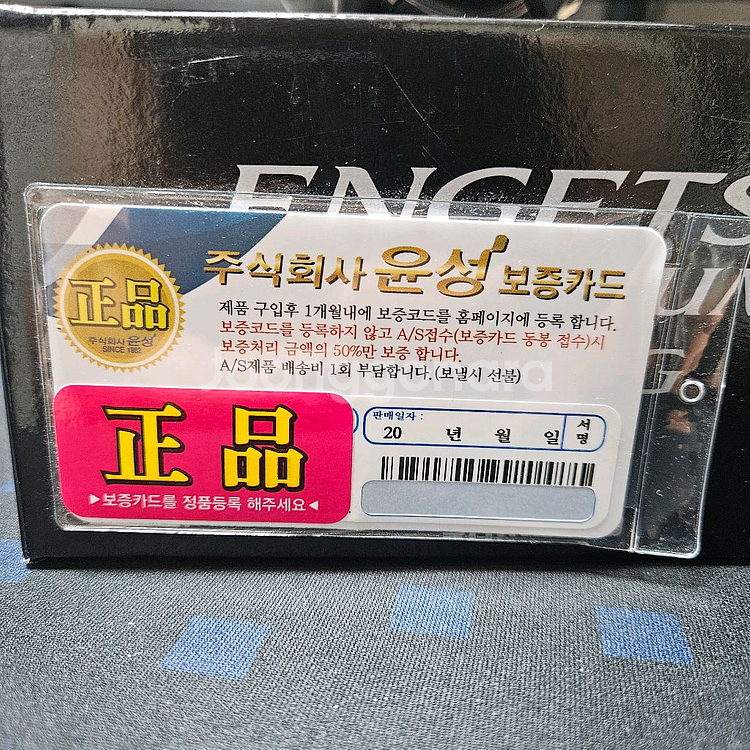 ENGETS
正品
주식회사 윤성
SINCE 1982
주식회사 윤성 보증카드
제품 구입후 1개월내에 보증코드를 홈페이지에 등록 합니다.
보증코드를 등록하지 않고 A/S접수(보증카드 동봉 접수)시
보증처리 금액의 50%만 보증 합니다.
A/S제품 배송비 1회 부담합니다.(보낼시 선불)
Joonggonara
正品
▶보증카드를 정품등록 해주세요◀
판매일자 :
20 년 월 일
서명